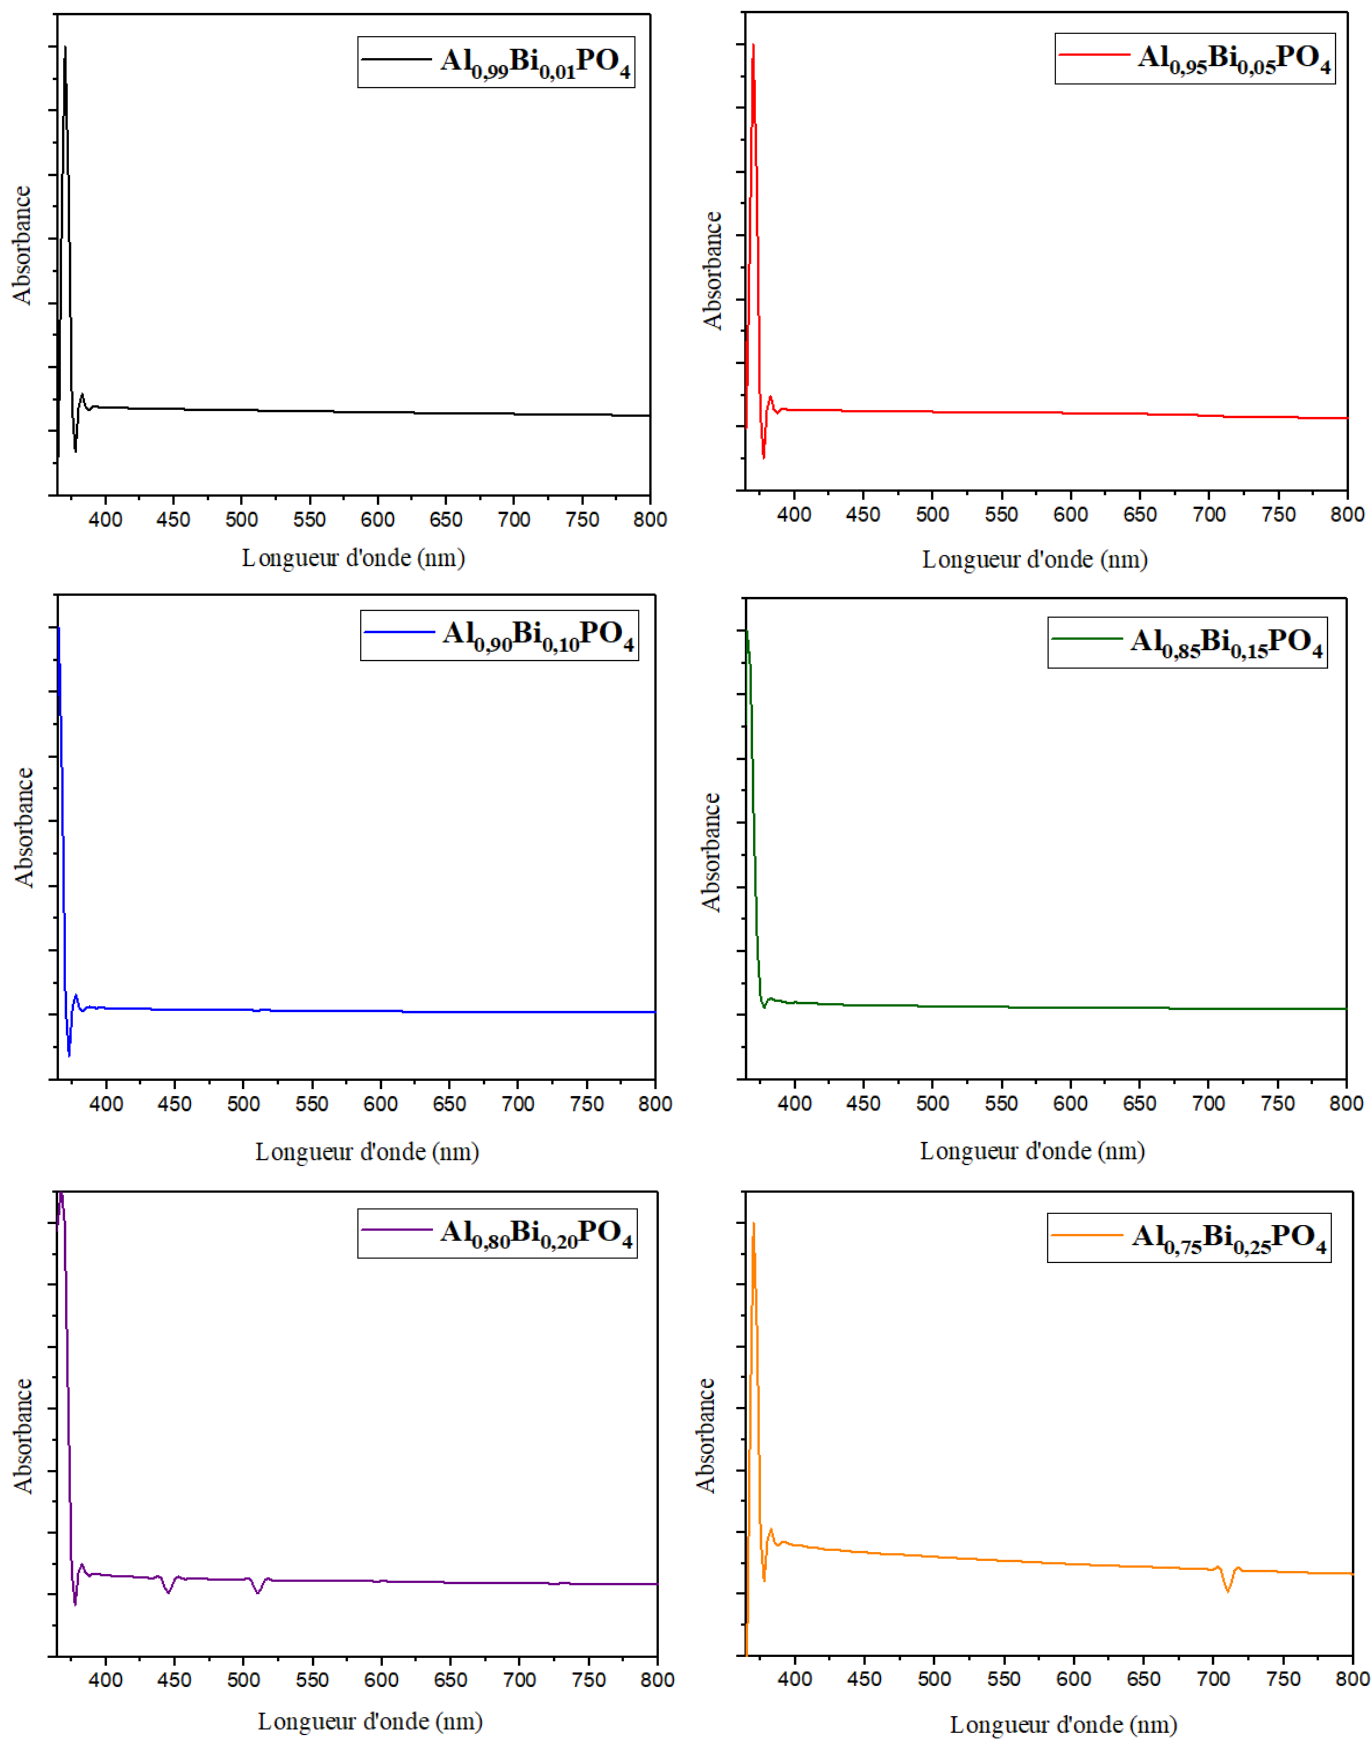 Al0,99Bi0,01PO4
Absorbance
400 450 500 550 600 650 700 750 800
Longueur d'onde (nm)
Al0,95Bi0,05PO4
Absorbance
400 450 500 550 600 650 700 750 800
Longueur d'onde (nm)
Al0,90Bi0,10PO4
Absorbance
400 450 500 550 600 650 700 750 800
Longueur d'onde (nm)
Al0,85Bi0,15PO4
Absorbance
400 450 500 550 600 650 700 750 800
Longueur d'onde (nm)
Al0,80Bi0,20PO4
Absorbance
400 450 500 550 600 650 700 750 800
Longueur d'onde (nm)
Al0,75Bi0,25PO4
Absorbance
400 450 500 550 600 650 700 750 800
Longueur d'onde (nm)